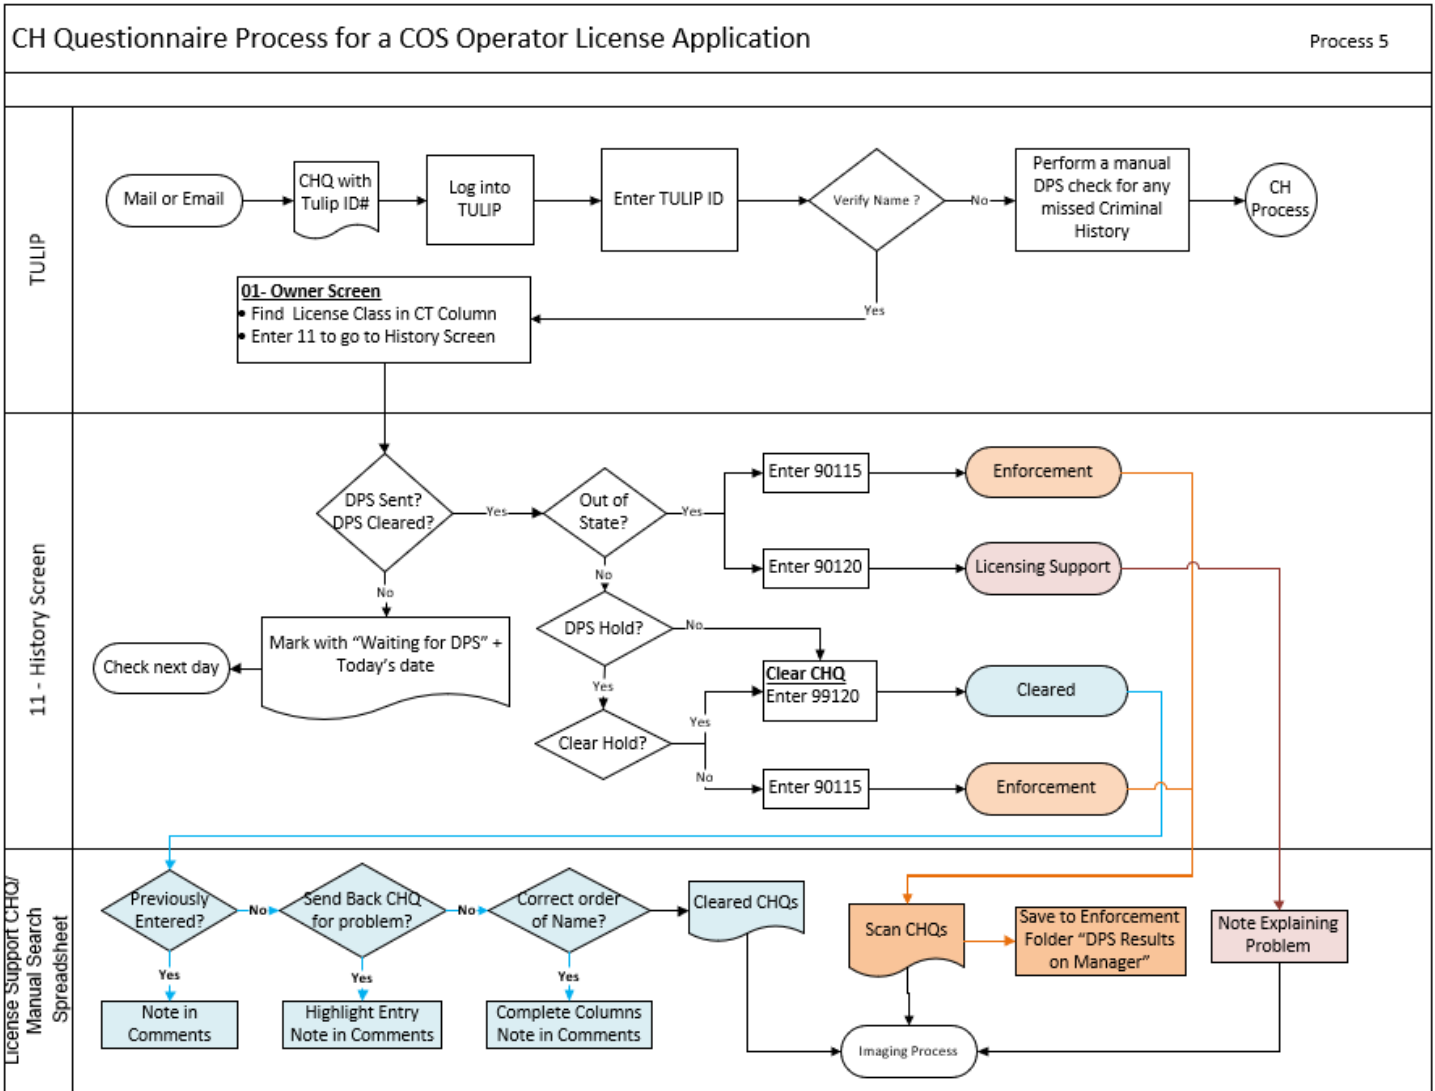 CH Questionnaire Process for a COS Operator License Application
Process 5
TULIP
Mail or Email
CHQ with
Tulip ID#
Log into
TULIP
Enter TULIP ID
Verify Name ?
No
Perform a manual
DPS check for any
missed Criminal
History
CH
Process
Yes
01- Owner Screen
• Find License Class in CT Column
• Enter 11 to go to History Screen
11 - History Screen
DPS Sent?
DPS Cleared?
Yes
Out of
State?
Yes
Enter 90115
Enforcement
Enter 90120
Licensing Support
No
No
Mark with “Waiting for DPS” +
Today’s date
Check next day
DPS Hold?
No
Clear CHQ
Enter 99120
Cleared
Yes
Clear Hold?
Yes
No
Enter 90115
Enforcement
License Support CHQ/
Manual Search
Spreadsheet
Previously
Entered?
No
Send Back CHQ
for problem?
No
Correct order
of Name?
Cleared CHQs
Scan CHQs
Save to Enforcement
Folder “DPS Results
on Manager”
Note Explaining
Problem
Yes
Yes
Yes
Note in
Comments
Highlight Entry
Note in Comments
Complete Columns
Note in Comments
Imaging Process